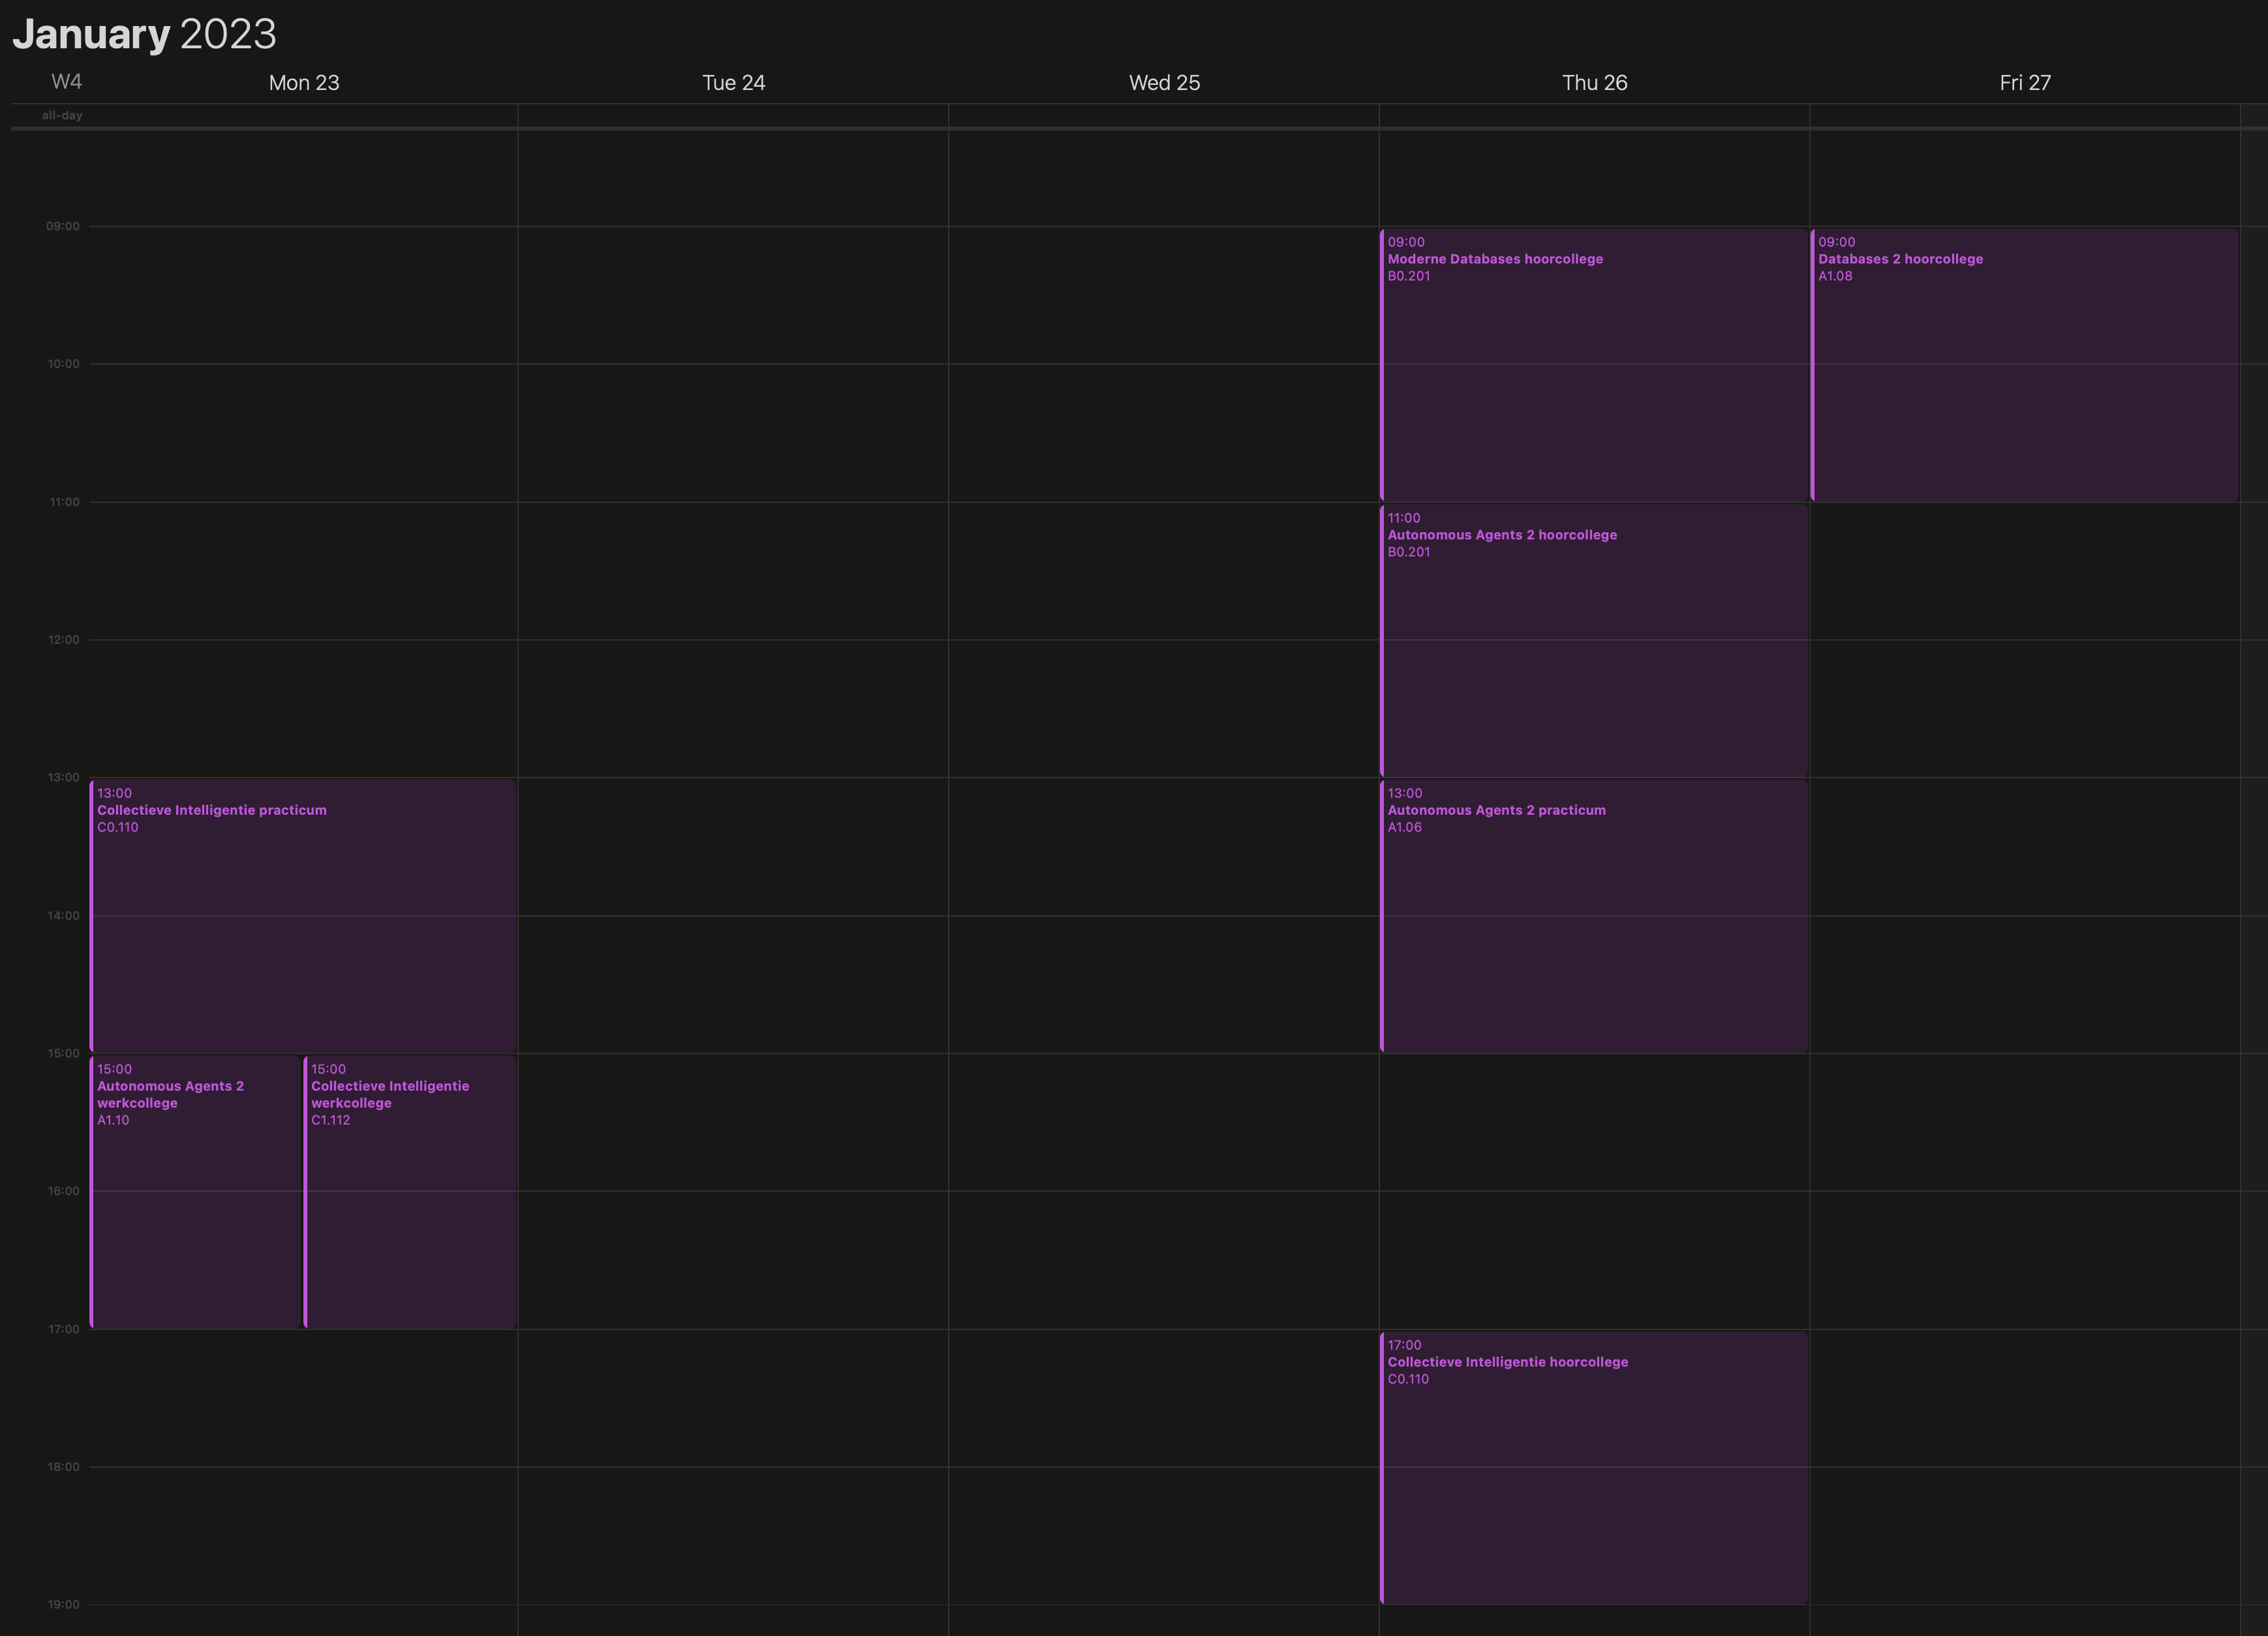 January 2023
W4
Mon 23
Tue 24
Wed 25
Thu 26
Fri 27
all-day
09:00
10:00
11:00
12:00
13:00
14:00
15:00
16:00
17:00
18:00
19:00
13:00
Collectieve Intelligentie practicum
C0.110
15:00
Autonomous Agents 2
werkcollege
A1.10
15:00
Collectieve Intelligentie
werkcollege
C1.112
09:00
Moderne Databases hoorcollege
B0.201
11:00
Autonomous Agents 2 hoorcollege
B0.201
13:00
Autonomous Agents 2 practicum
A1.06
17:00
Collectieve Intelligentie hoorcollege
C0.110
09:00
Databases 2 hoorcollege
A1.08